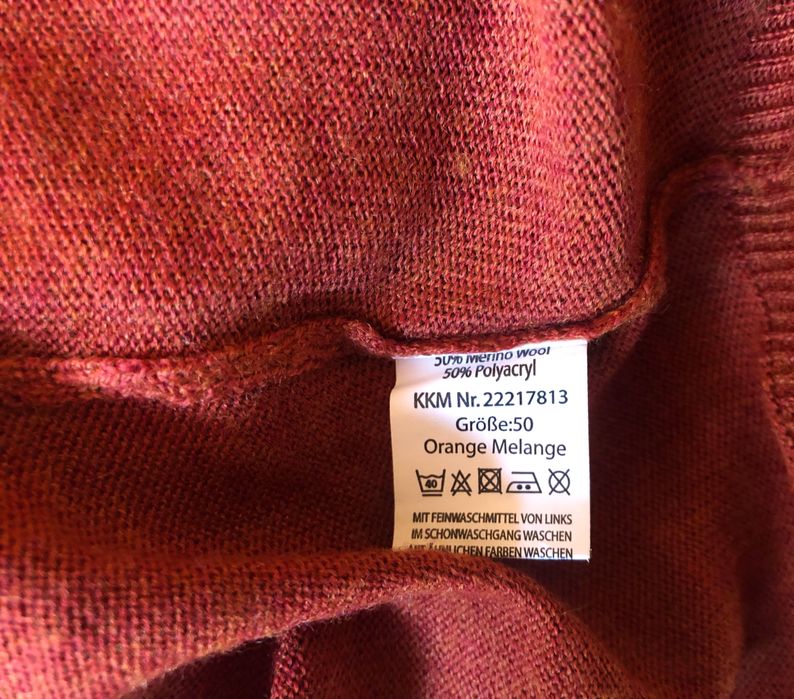 50% Merino Wool
50% Polyacryl
KKM Nr. 22217813
Größe:50
Orange Melange
40
MIT FEINWASCHMITTEL VON LINKS
IM SCHONWASCHGANG WASCHEN
MIT ÄHNLICHEN FARBEN WASCHEN